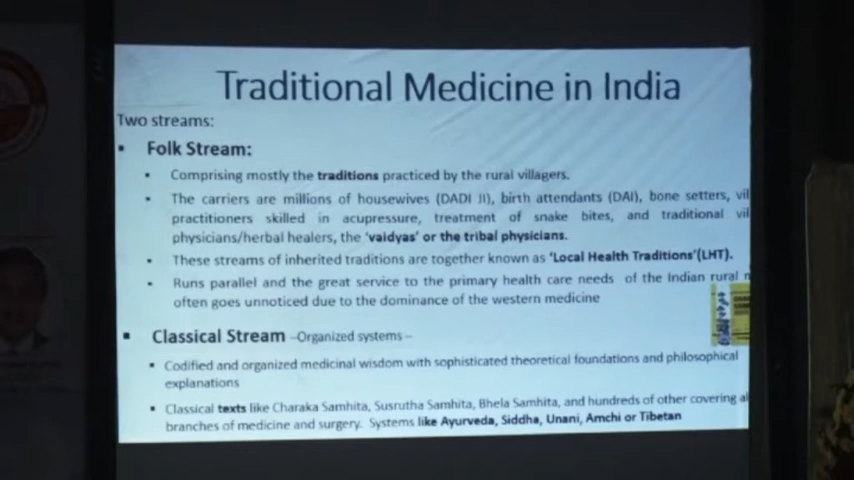 Traditional Medicine in India
Two streams:
▪ Folk Stream:
▪ Comprising mostly the traditions practiced by the rural villagers.
▪ The carriers are millions of housewives (DADI JI), birth attendants (DAI), bone setters, vil
practitioners skilled in acupressure, treatment of snake bites, and traditional vil
physicians/herbal healers, the 'vaidyas' or the tribal physicians.
▪ These streams of inherited traditions are together known as 'Local Health Traditions'(LHT).
▪ Runs parallel and the great service to the primary health care needs of the Indian rural
often goes unnoticed due to the dominance of the western medicine
▪ Classical Stream –Organized systems –
▪ Codified and organized medicinal wisdom with sophisticated theoretical foundations and philosophical
explanations
▪ Classical texts like Charaka Samhita, Susrutha Samhita, Bhela Samhita, and hundreds of other covering
branches of medicine and surgery. Systems like Ayurveda, Siddha, Unani, Amchi or Tibetan